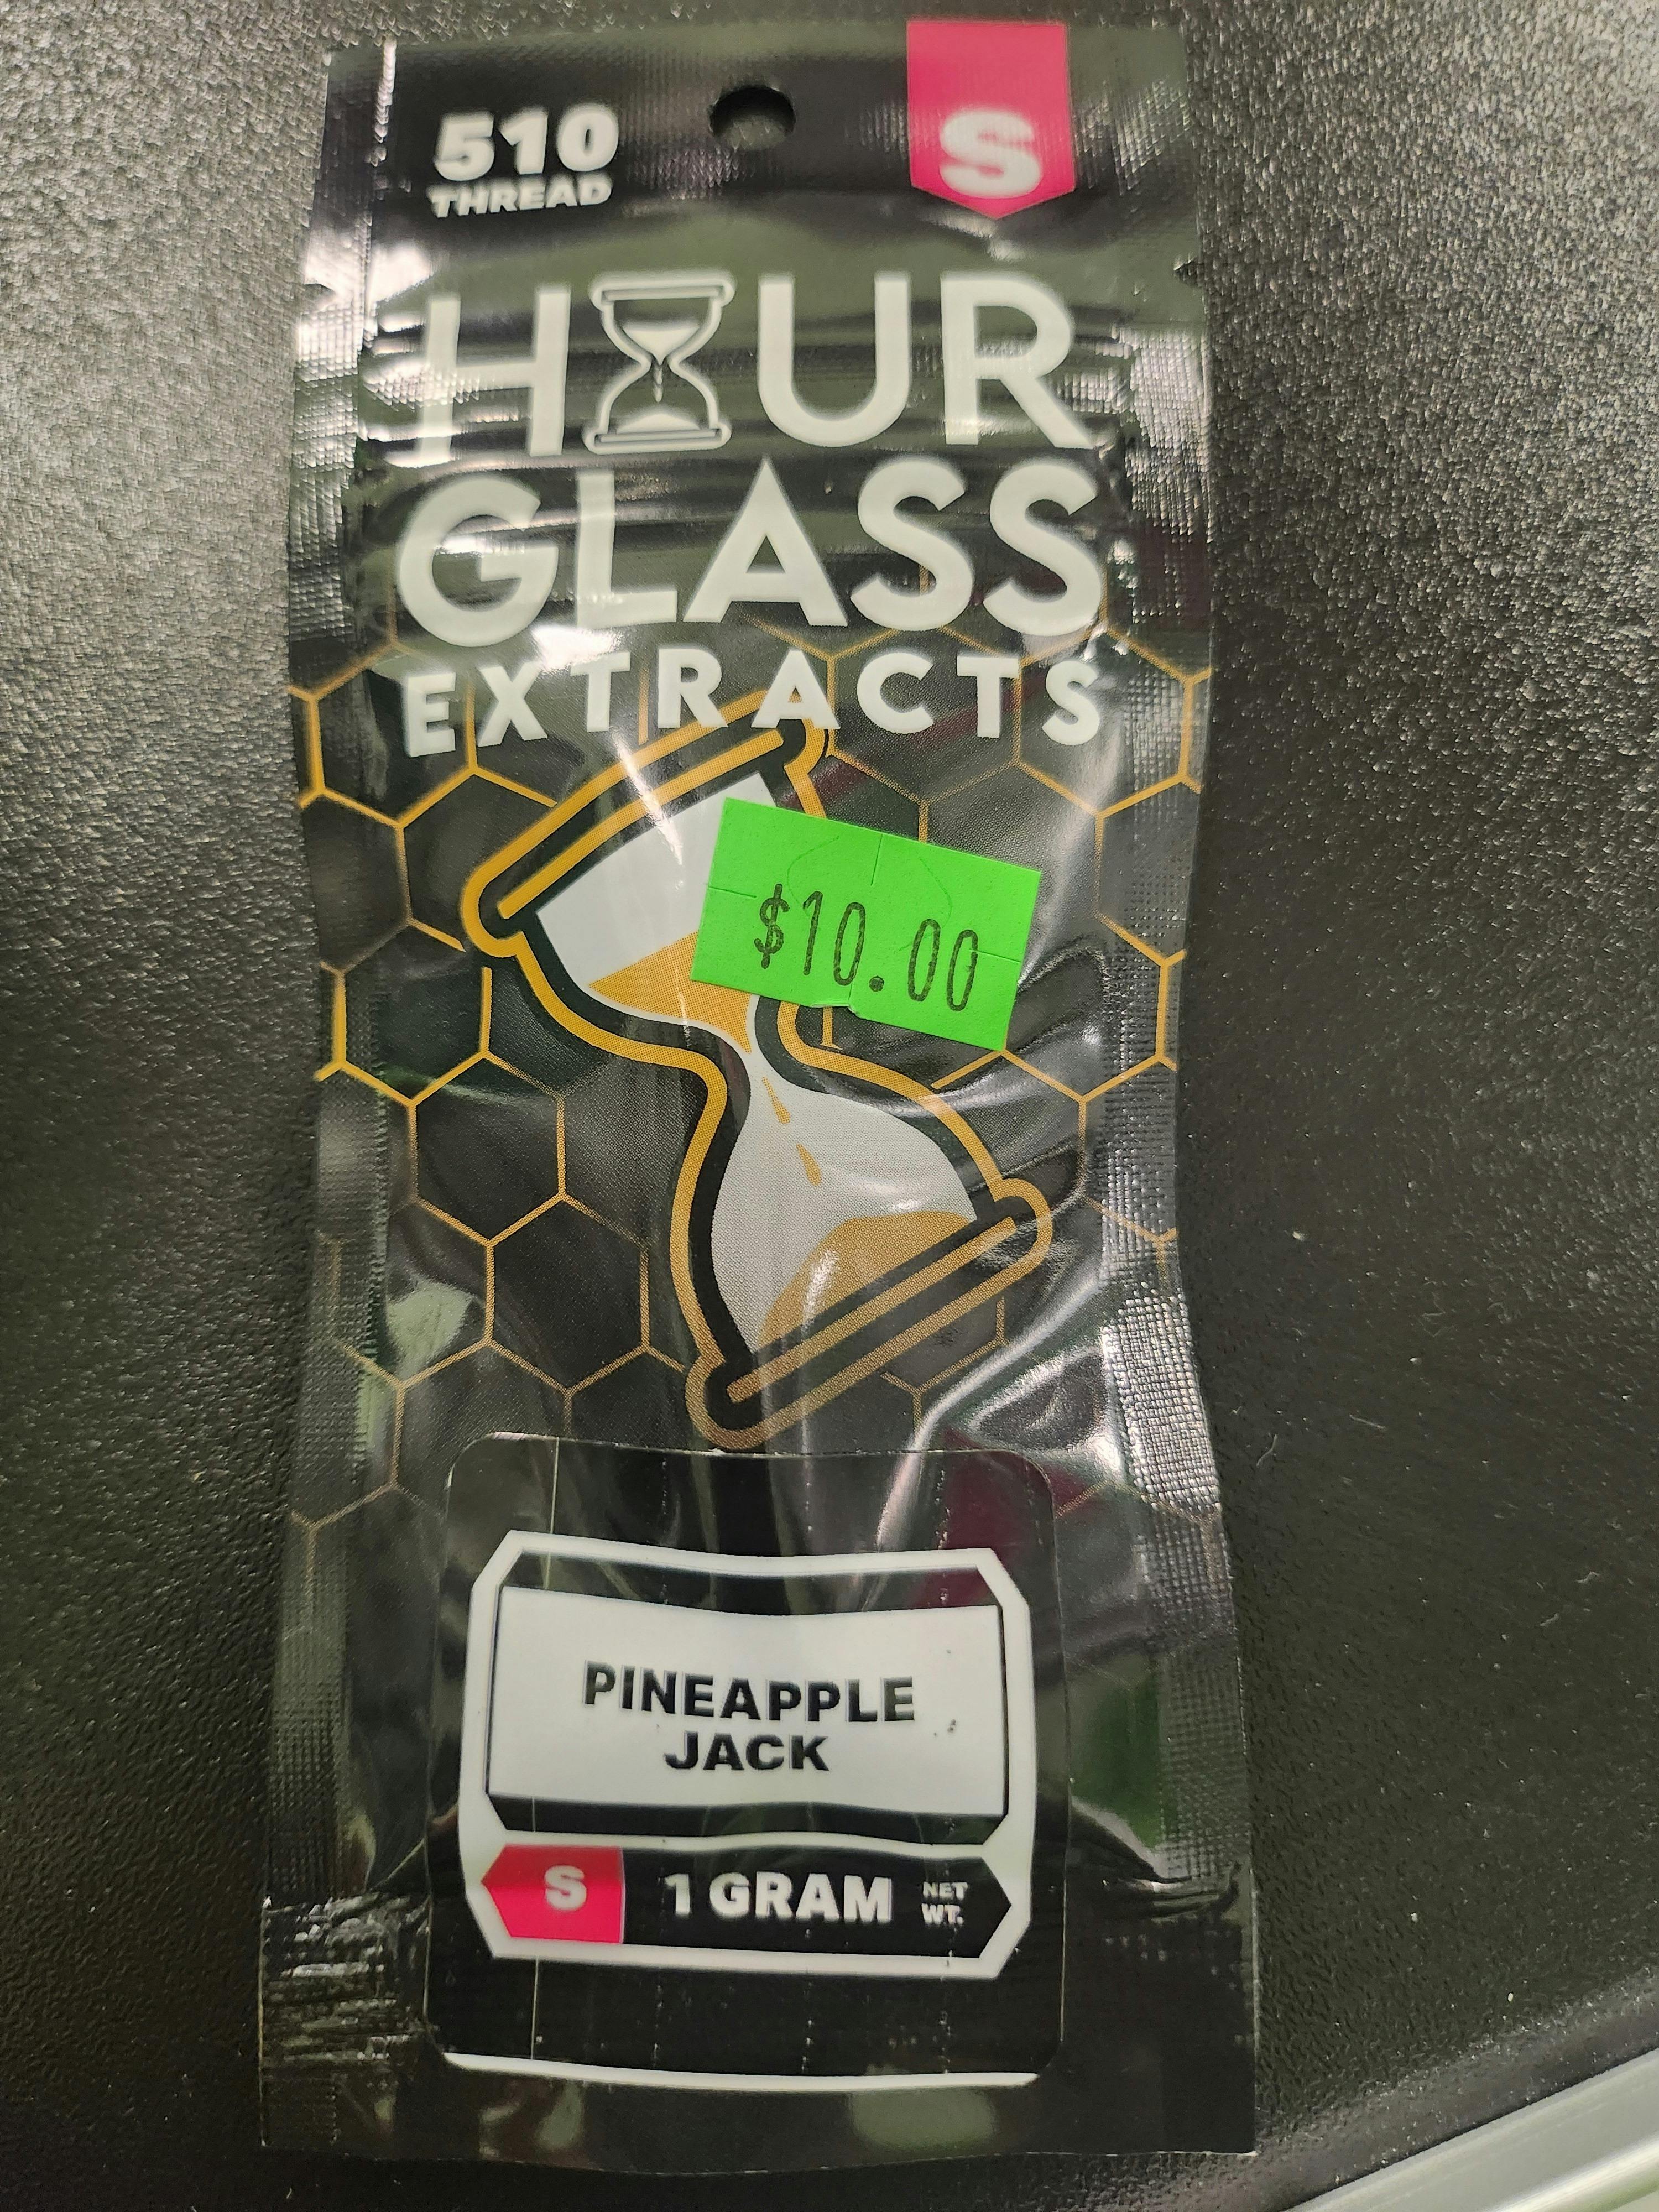 510
THREAD
S
HOUR
GLASS
EXTRACTS
$10.00
PINEAPPLE
JACK
S 1 GRAM NET
WT.